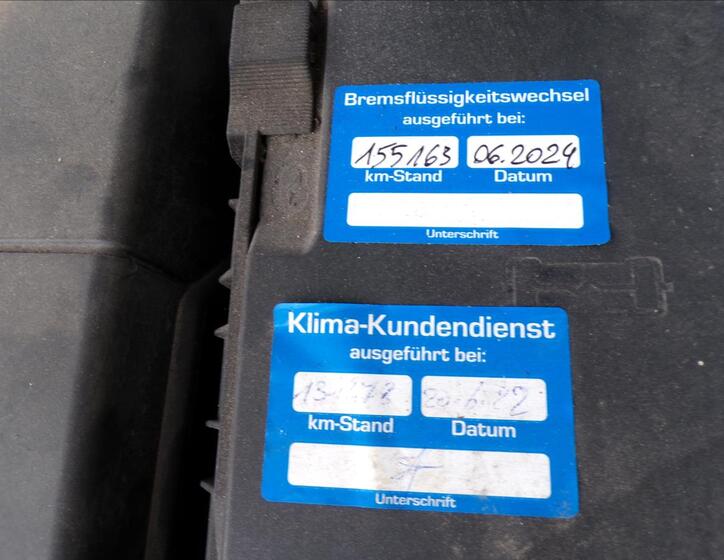 Bremsflüssigkeitswechsel
ausgeführt bei:
155163 06.2024
km-Stand Datum
Unterschrift
Klima-Kundendienst
ausgeführt bei:
km-Stand Datum
Unterschrift